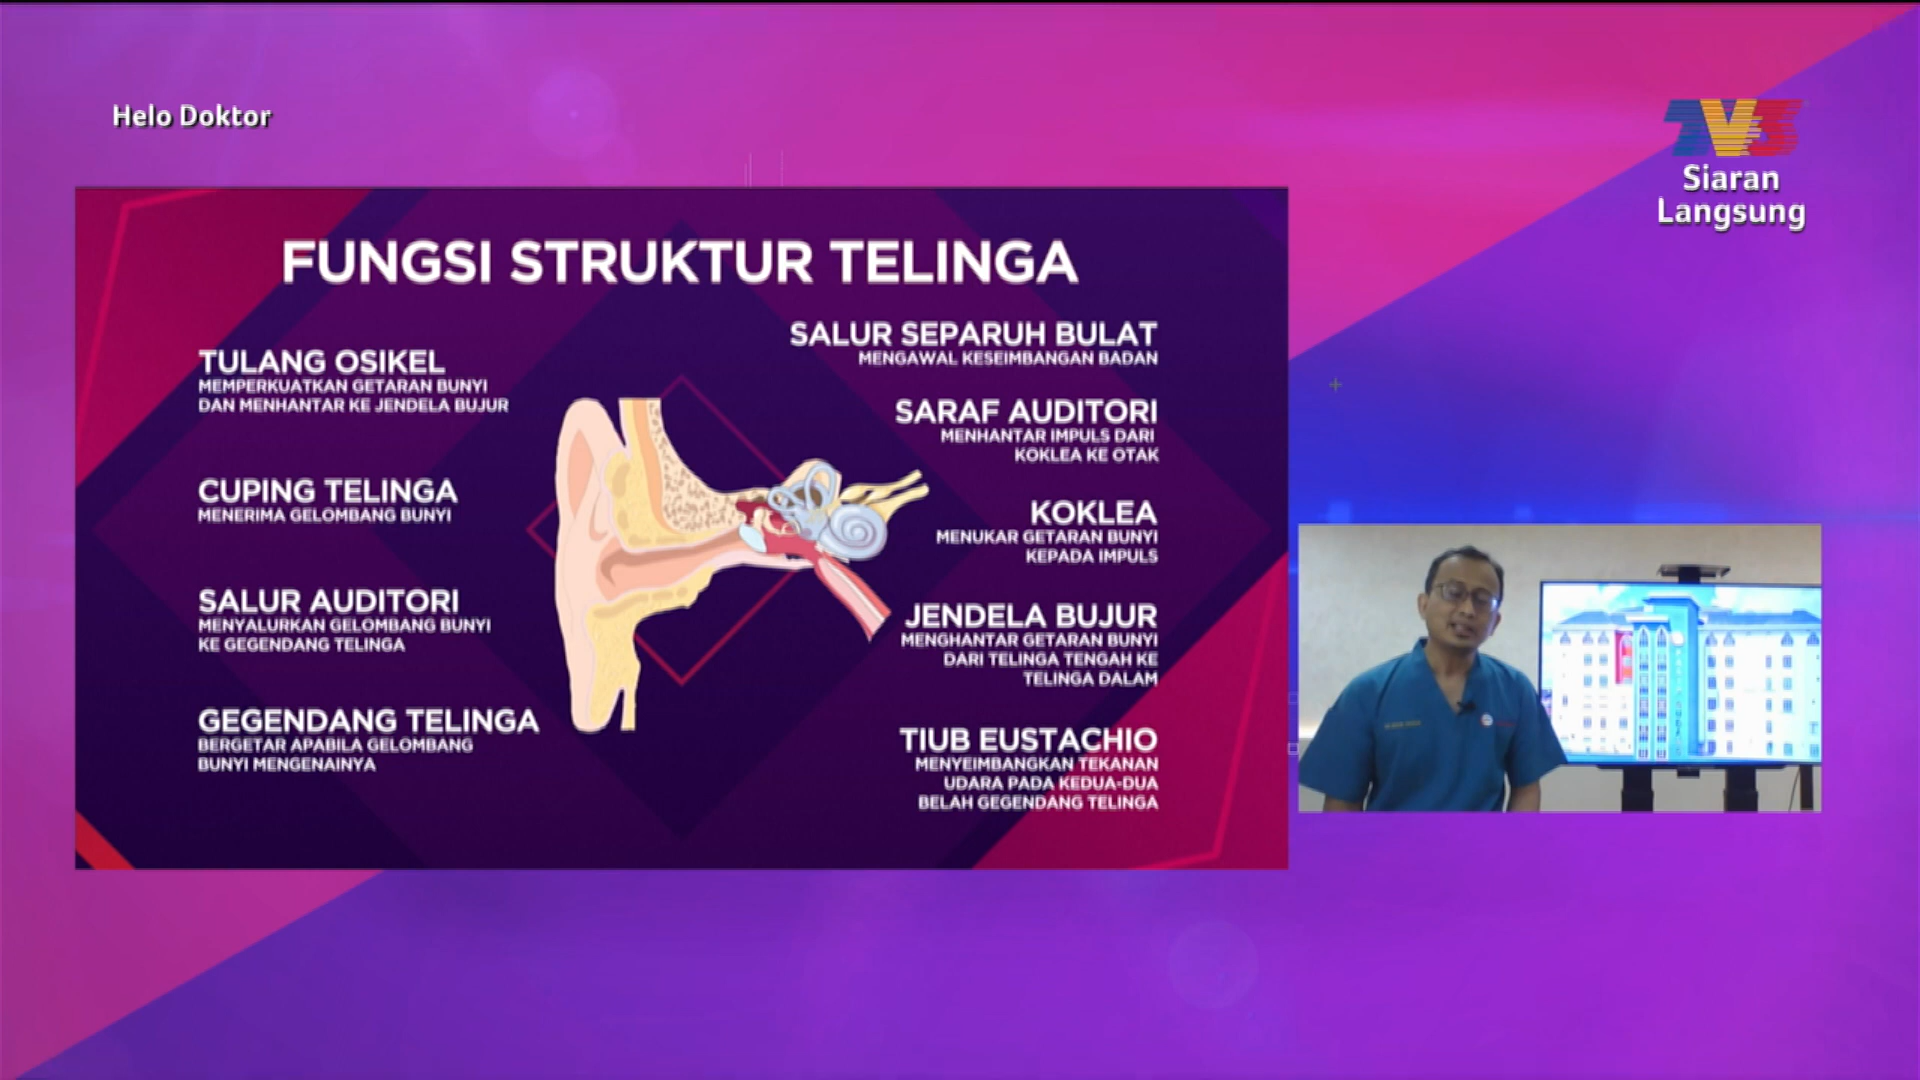 Helo Doktor
TV3
Siaran
Langsung
FUNGSI STRUKTUR TELINGA
TULANG OSIKEL
MEMPERKUATKAN GETARAN BUNYI
DAN MENHANTAR KE JENDELA BUJUR
CUPING TELINGA
MENERIMA GELOMBANG BUNYI
SALUR AUDITORI
MENYALURKAN GELOMBANG BUNYI
KE GEGENDANG TELINGA
GEGENDANG TELINGA
BERGETAR APABILA GELOMBANG
BUNYI MENGENAINYA
SALUR SEPARUH BULAT
MENGAWAL KESEIMBANGAN BADAN
SARAF AUDITORI
MENHANTAR IMPULS DARI
KOKLEA KE OTAK
KOKLEA
MENUKAR GETARAN BUNYI
KEPADA IMPULS
JENDELA BUJUR
MENGHANTAR GETARAN BUNYI
DARI TELINGA TENGAH KE
TELINGA DALAM
TIUB EUSTACHIO
MENYEIMBANGKAN TEKANAN
UDARA PADA KEDUA-DUA
BELAH GEGENDANG TELINGA